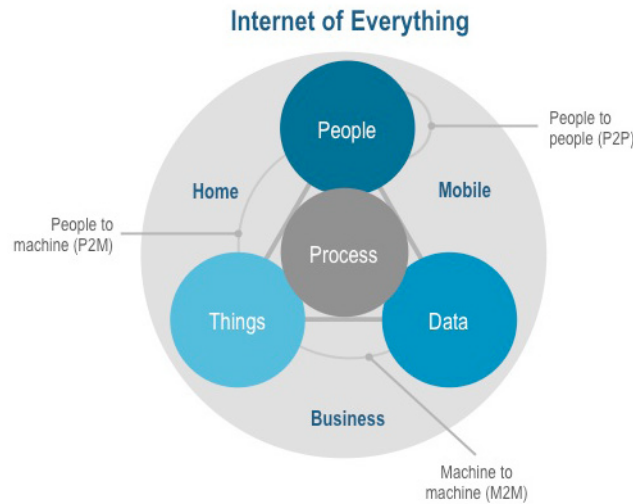 Internet of Everything
People
People to
people (P2P)
Home
Mobile
People to
machine (P2M)
Process
Things
Data
Business
Machine to
machine (M2M)